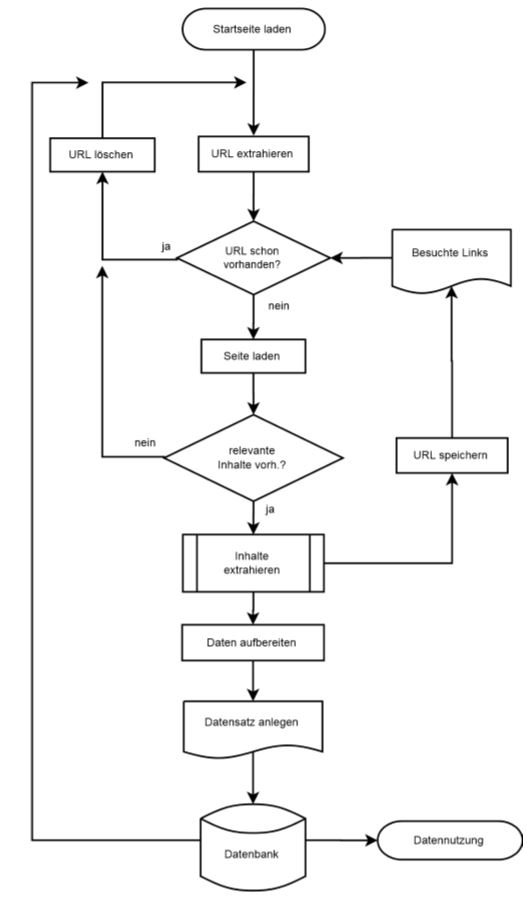 Startseite laden
URL löschen
URL extrahieren
ja
URL schon
vorhanden?
Besuchte Links
nein
Seite laden
nein
relevante
Inhalte vorh.?
URL speichern
ja
Inhalte
extrahieren
Daten aufbereiten
Datensatz anlegen
Datenbank
Datennutzung